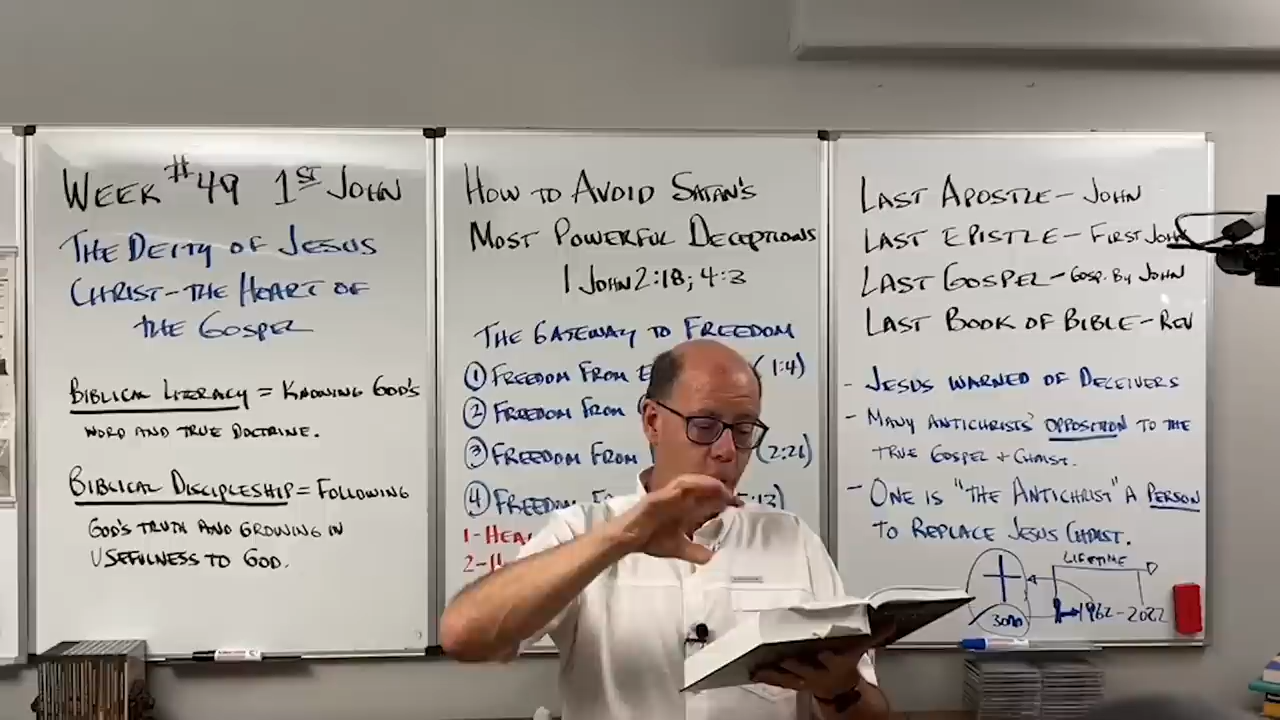 WEEK #49 1ST JOHN
THE DEITY OF JESUS
CHRIST-THE HEART OF
THE GOSPEL
BIBLICAL LITERACY = KNOWING GOD'S
WORD AND TRUE DOCTRINE.
BIBLICAL DISCIPLESHIP = FOLLOWING
GOD'S TRUTH AND GROWING IN
USEFULNESS TO GOD.
HOW TO AVOID SATAN'S
MOST POWERFUL DECEPTIONS
1 JOHN 2:18; 4:3
THE GATEWAY TO FREEDOM
① FREEDOM FROM (1:4)
② FREEDOM FROM
③ FREEDOM FROM (2:26)
④ FREEDOM
1-HEA
2-
LAST APOSTLE- JOHN
LAST EPISTLE- FIRST JOHN
LAST GOSPEL-GOSP. BY JOHN
LAST BOOK OF BIBLE-REV
- JESUS WARNED OF DECEIVERS
- MANY ANTICHRISTS' OPPOSITION TO THE
TRUE GOSPEL + CHRIST.
- ONE IS "THE ANTICHRIST" A PERSON
TO REPLACE JESUS CHRIST.
LIFETIME
1962-2022